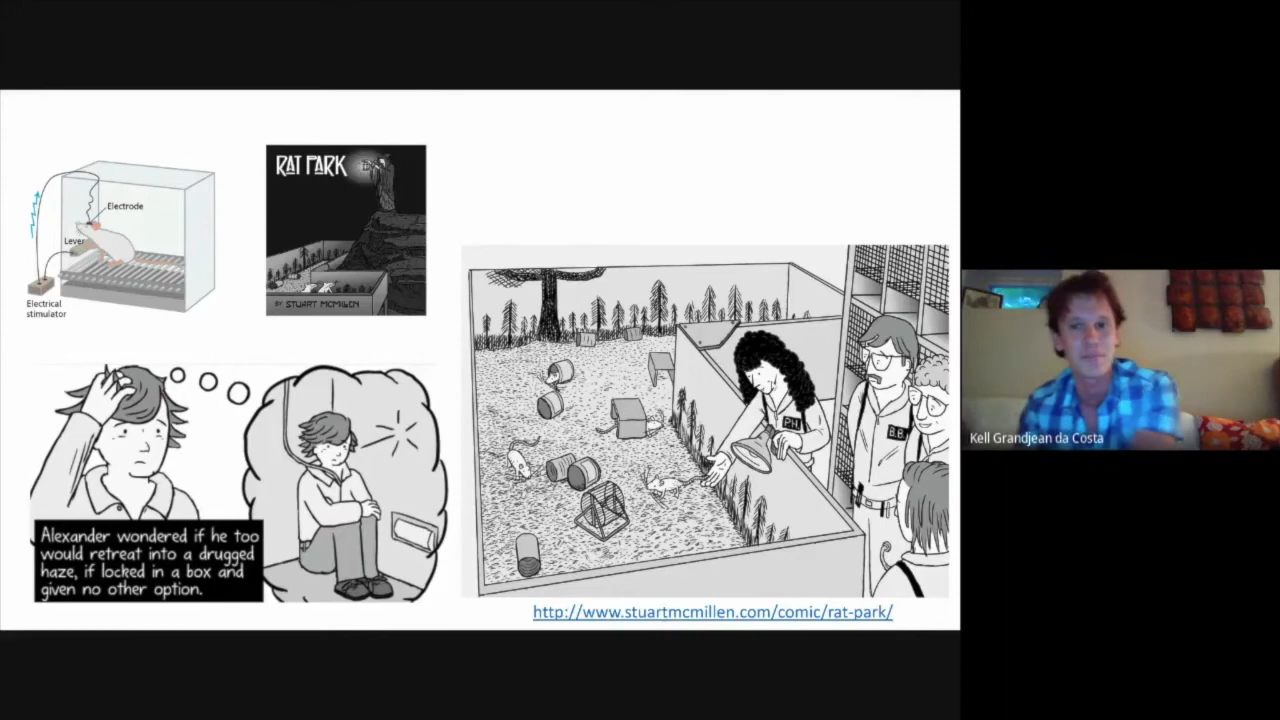 Electrode
Lever
Electrical
stimulator
RAT PARK
BY STUART MCMILLEN
Alexander wondered if he too
would retreat into a drugged
haze, if locked in a box and
given no other option.
PH
B.B.
http://www.stuartmcmillen.com/comic/rat-park/
Kell Grandjean da Costa